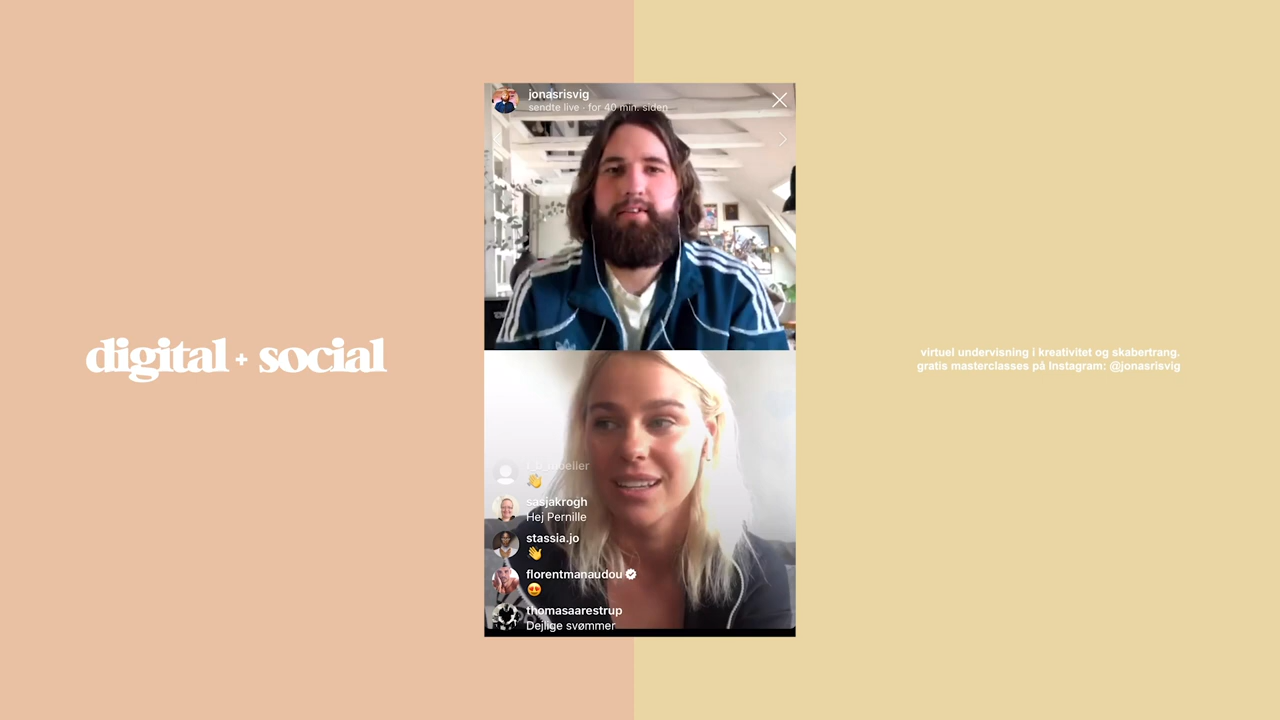 digital + social
jonasrisvig
sendte live · for 40 min. siden
sasjakrogh
Hej Pernille
stassia.jo
florentmanaudou
thomsaarestrup
Dejlige svømmer
virtuel undervisning i kreativitet og skabertrang.
gratis masterclasses på Instagram: @jonasrisvig